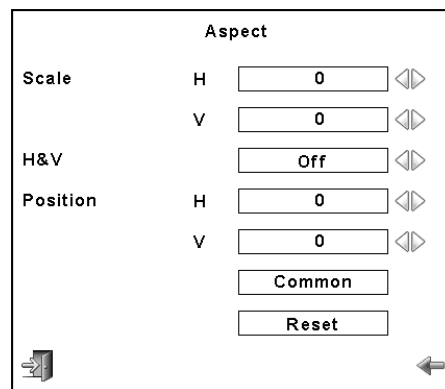 Aspect
Scale H 0
V 0
H&V Off
Position H 0
V 0
Common
Reset